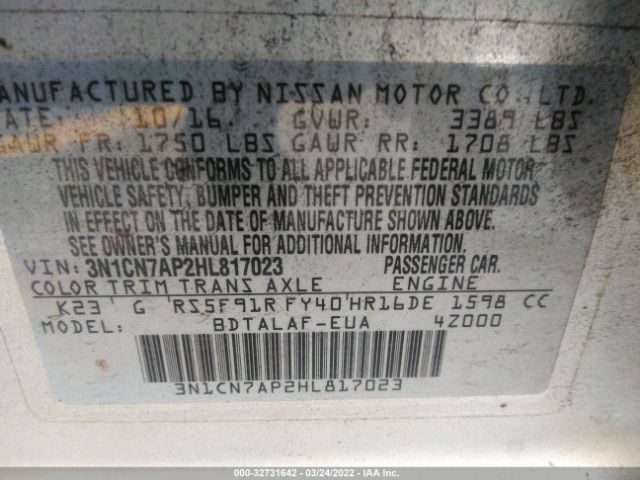 MANUFACTURED BY NISSAN MOTOR CO., LTD.
DATE: 10/16 GVWR: 3389 LBS
GAWR FR: 1750 LBS GAWR RR: 1708 LBS
THIS VEHICLE CONFORMS TO ALL APPLICABLE FEDERAL MOTOR
VEHICLE SAFETY, BUMPER AND THEFT PREVENTION STANDARDS
IN EFFECT ON THE DATE OF MANUFACTURE SHOWN ABOVE.
SEE OWNER'S MANUAL FOR ADDITIONAL INFORMATION.
VIN: 3N1CN7AP2HL817023 PASSENGER CAR.
COLOR TRIM TRANS AXLE ENGINE
K23 G RS5F91R FY40 HR16DE 1598 CC
MODEL: BDTALAF-EUA 4Z000
3N1CN7AP2HL817023
000-32731642 / 03/24/2022 - IAA Inc.